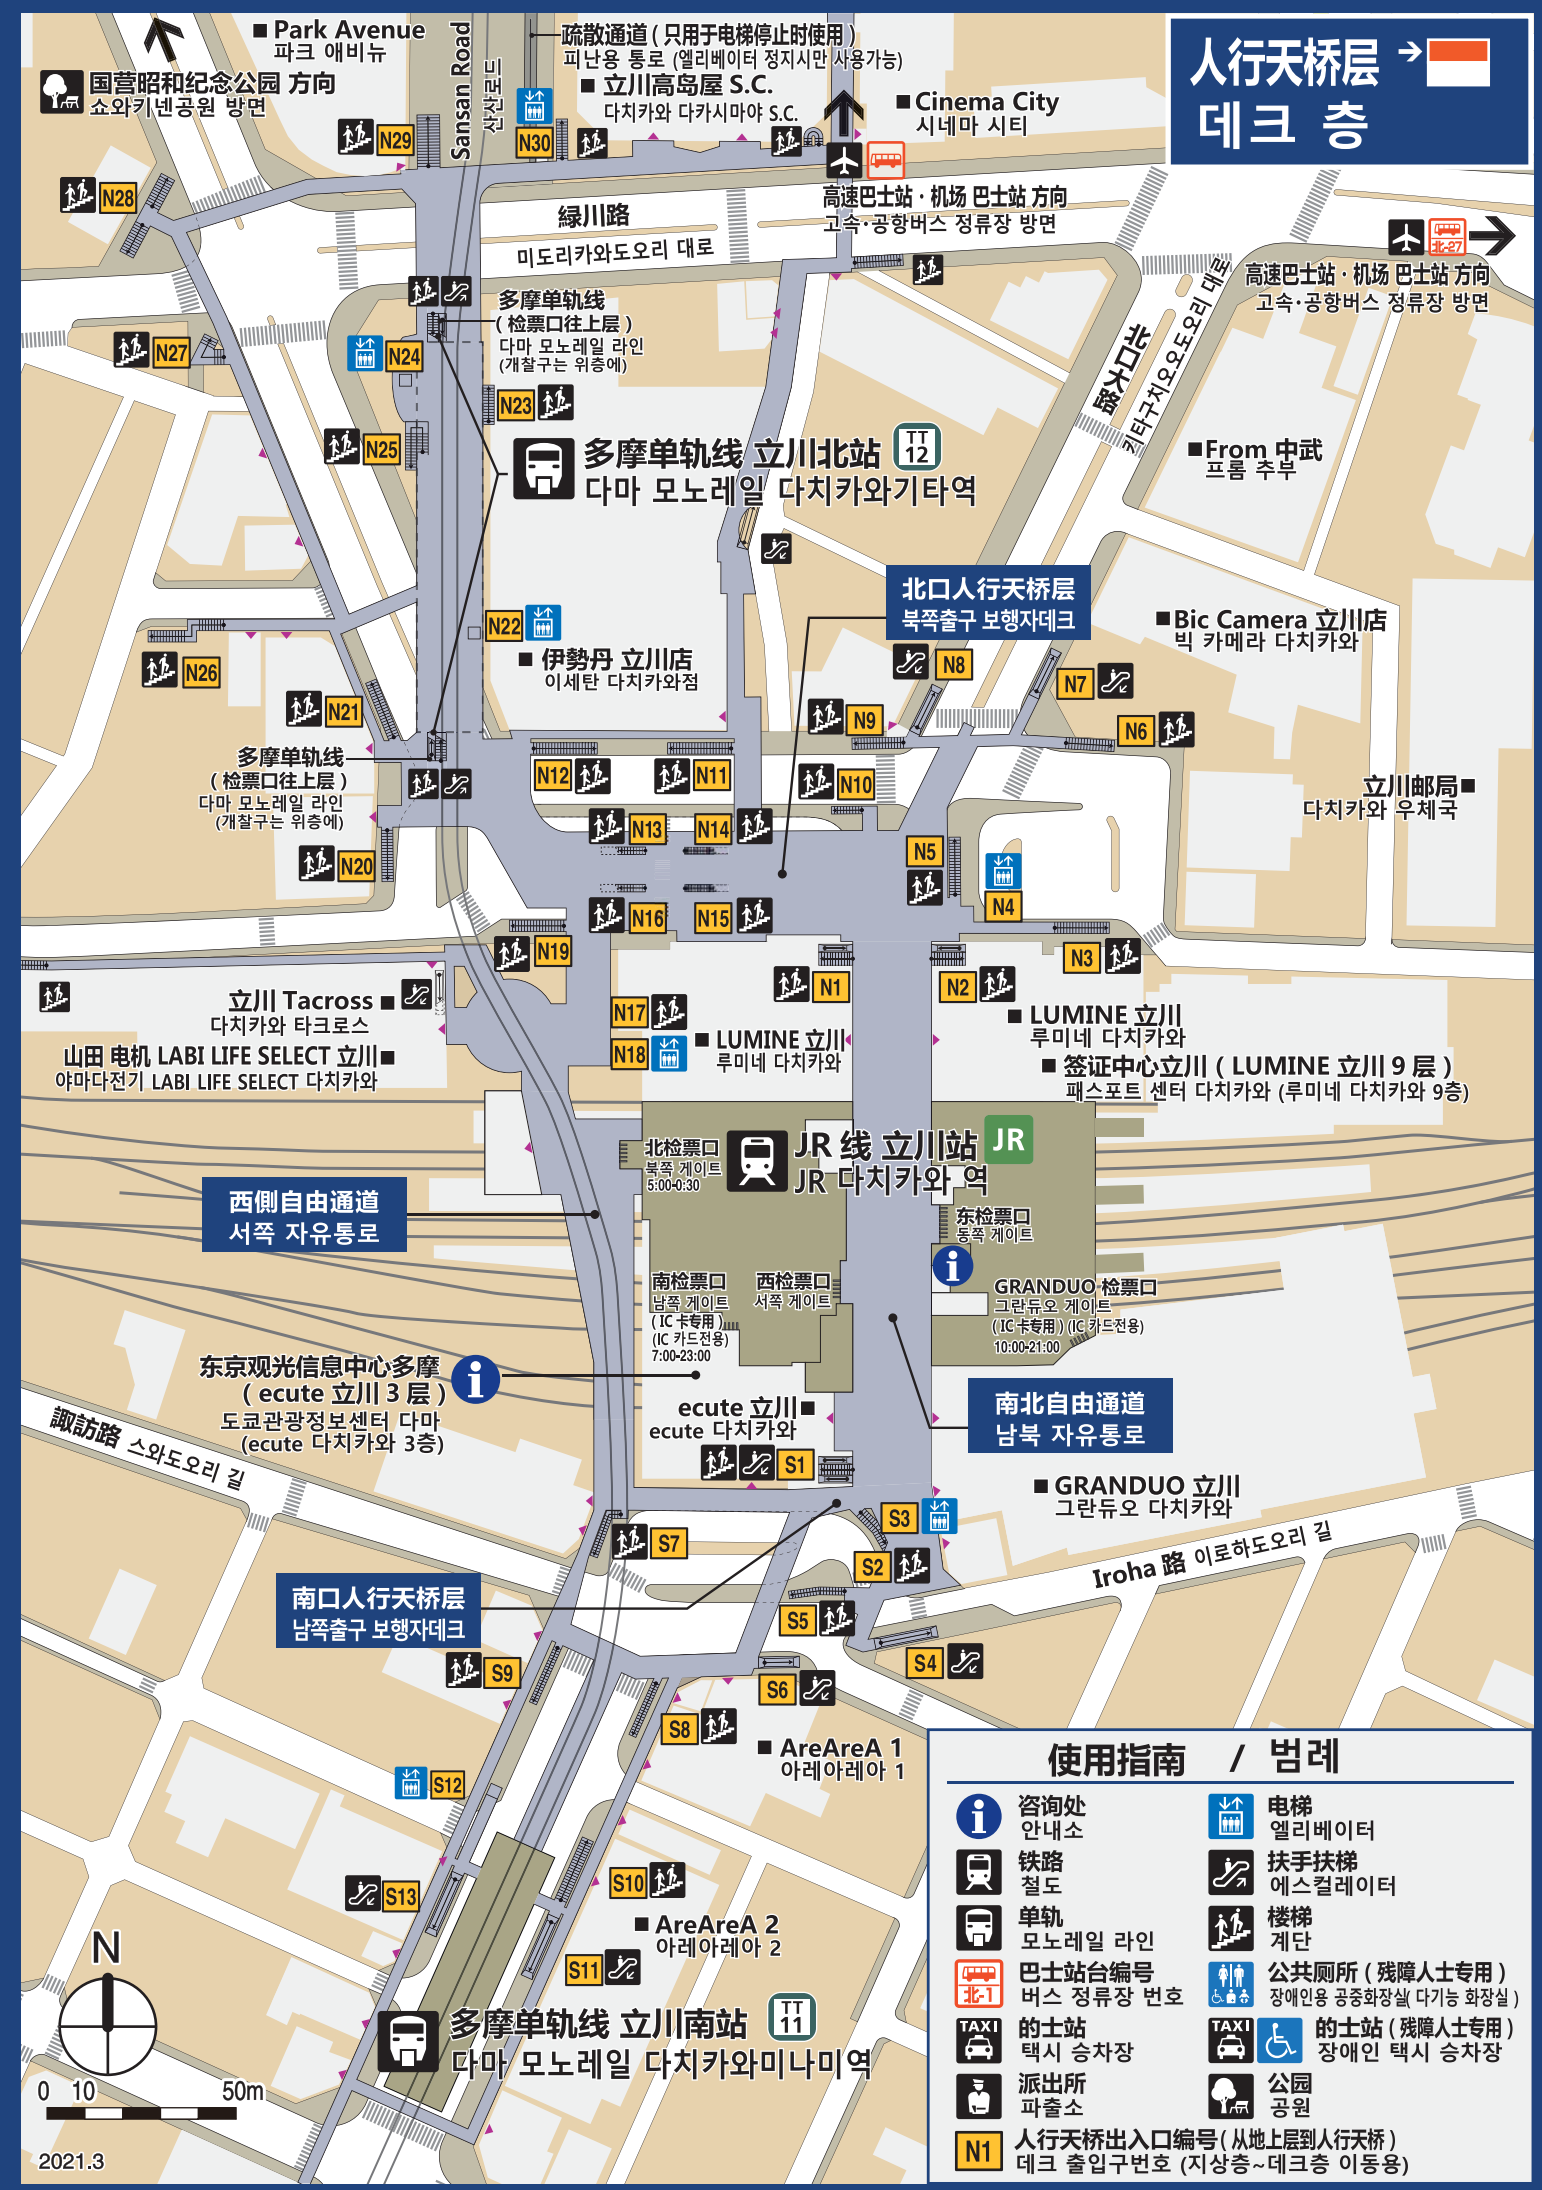 人行天桥层
데크 층
Park Avenue
파크 애비뉴
国营昭和纪念公园 方向
쇼와키넨공원 방면
Sansan Road
산산로드
疏散通道 ( 只用于电梯停止时使用 )
피난용 통로 (엘리베이터 정지시만 사용가능)
立川高岛屋 S.C.
다치카와 다카시마야 S.C.
Cinema City
시네마 시티
N29
N30
N28
高速巴士站 · 机场 巴士站 方向
고속·공항버스 정류장 방면
緑川路
미도리카와도오리 대로
北-27
高速巴士站 · 机场 巴士站 方向
고속·공항버스 정류장 방면
多摩单轨线
( 检票口往上层 )
다마 모노레일 라인
(개찰구는 위층에)
N27
N24
N23
N25
北口大路
키타구치오오도오리 대로
From 中武
프롬 추부
多摩单轨线 立川北站
TT
12
다마 모노레일 다치카와기타역
北口人行天桥层
북쪽출구 보행자데크
Bic Camera 立川店
빅 카메라 다치카와
N22
伊勢丹 立川店
이세탄 다치카와점
N26
N21
N8
N7
N9
N6
多摩单轨线
( 检票口往上层 )
다마 모노레일 라인
(개찰구는 위층에)
N12
N11
N10
立川邮局
다치카와 우체국
N13
N14
N5
N20
N4
N16
N15
N19
N3
N1
N2
立川 Tacross
다치카와 타크로스
N17
N18
LUMINE 立川
루미네 다치카와
LUMINE 立川
루미네 다치카와
山田 电机 LABI LIFE SELECT 立川
야마다전기 LABI LIFE SELECT 다치카와
签证中心立川 ( LUMINE 立川 9 层 )
패스포트 센터 다치카와 (루미네 다치카와 9층)
北检票口
북쪽 게이트
5:00-0:30
JR 线 立川站
JR
JR 다치카와 역
西侧自由通道
서쪽 자유통로
东检票口
동쪽 게이트
南检票口
남쪽 게이트
( IC 卡专用 )
(IC 카드전용)
7:00-23:00
西检票口
서쪽 게이트
GRANDUO 检票口
그란듀오 게이트
( IC 卡专用 ) (IC 카드전용)
10:00-21:00
东京观光信息中心多摩
( ecute 立川 3 层 )
도쿄관광정보센터 다마
(ecute 다치카와 3층)
ecute 立川
ecute 다치카와
南北自由通道
남북 자유통로
諏訪路 스와도오리 길
S1
GRANDUO 立川
그란듀오 다치카와
S3
S7
S2
Iroha 路 이로하도오리 길
南口人行天桥层
남쪽출구 보행자데크
S5
S4
S9
S6
S8
AreAreA 1
아레아레아 1
S12
S13
S10
AreAreA 2
아레아레아 2
S11
多摩单轨线 立川南站
TT
11
다마 모노레일 다치카와미나미역
N
0 10 50m
2021.3
使用指南 / 범례
咨询处
안내소
电梯
엘리베이터
铁路
철도
扶手扶梯
에스컬레이터
单轨
모노레일 라인
楼梯
계단
北-1
巴士站台编号
버스 정류장 번호
公共厕所 ( 残障人士专用 )
장애인용 공중화장실( 다기능 화장실 )
TAXI
的士站
택시 승차장
TAXI
的士站 ( 残障人士专用 )
장애인 택시 승차장
派出所
파출소
公园
공원
N1
人行天桥出入口编号 ( 从地上层到人行天桥 )
데크 출입구번호 (지상층~데크층 이동용)